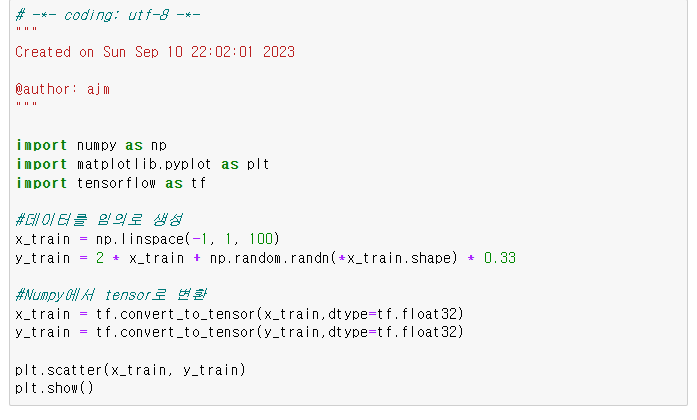 # -*- coding: utf-8 -*-
"""
Created on Sun Sep 10 22:02:01 2023
@author: ajm
"""
import numpy as np
import matplotlib.pyplot as plt
import tensorflow as tf
#데이터를 임의로 생성
x_train = np.linspace(-1, 1, 100)
y_train = 2 * x_train + np.random.randn(*x_train.shape) * 0.33
#Numpy에서 tensor로 변환
x_train = tf.convert_to_tensor(x_train,dtype=tf.float32)
y_train = tf.convert_to_tensor(y_train,dtype=tf.float32)
plt.scatter(x_train, y_train)
plt.show()